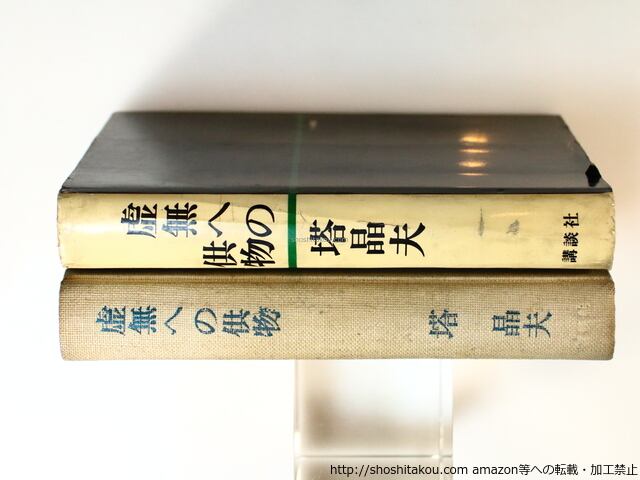 虚無への
供物
塔晶夫
講談社
虚無への供物
塔晶夫
http://shoshitakou.com amazon等への転載・加工禁止